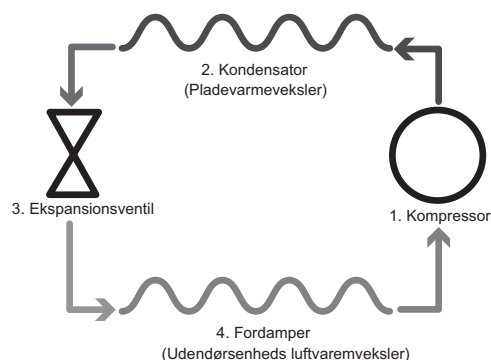 2. Kondensator
(Pladevarmeveksler)
3. Ekspansionsventil
1. Kompressor
4. Fordamper
(Udendørsenheds luftvaremveksler)